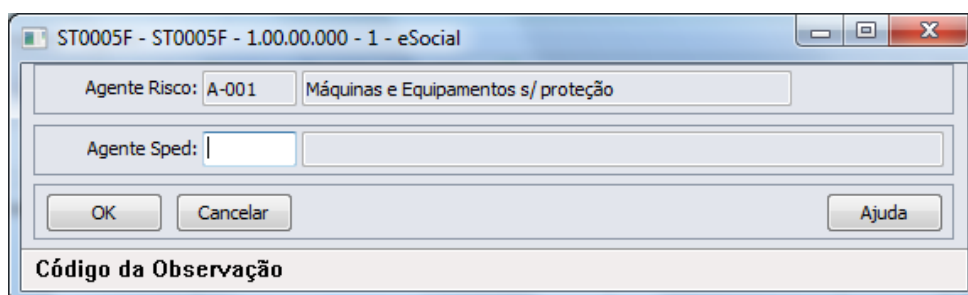 ST0005F - ST0005F - 1.00.00.000 - 1 - eSocial
Agente Risco: A-001 Máquinas e Equipamentos s/ proteção
Agente Sped:
OK Cancelar Ajuda
Código da Observação